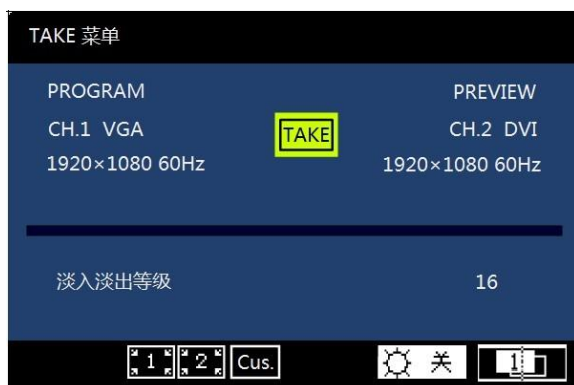 TAKE 菜单
PROGRAM PREVIEW
CH.1 VGA TAKE CH.2 DVI
1920×1080 60Hz 1920×1080 60Hz
淡入淡出等级 16
1 2 Cus. 关 1